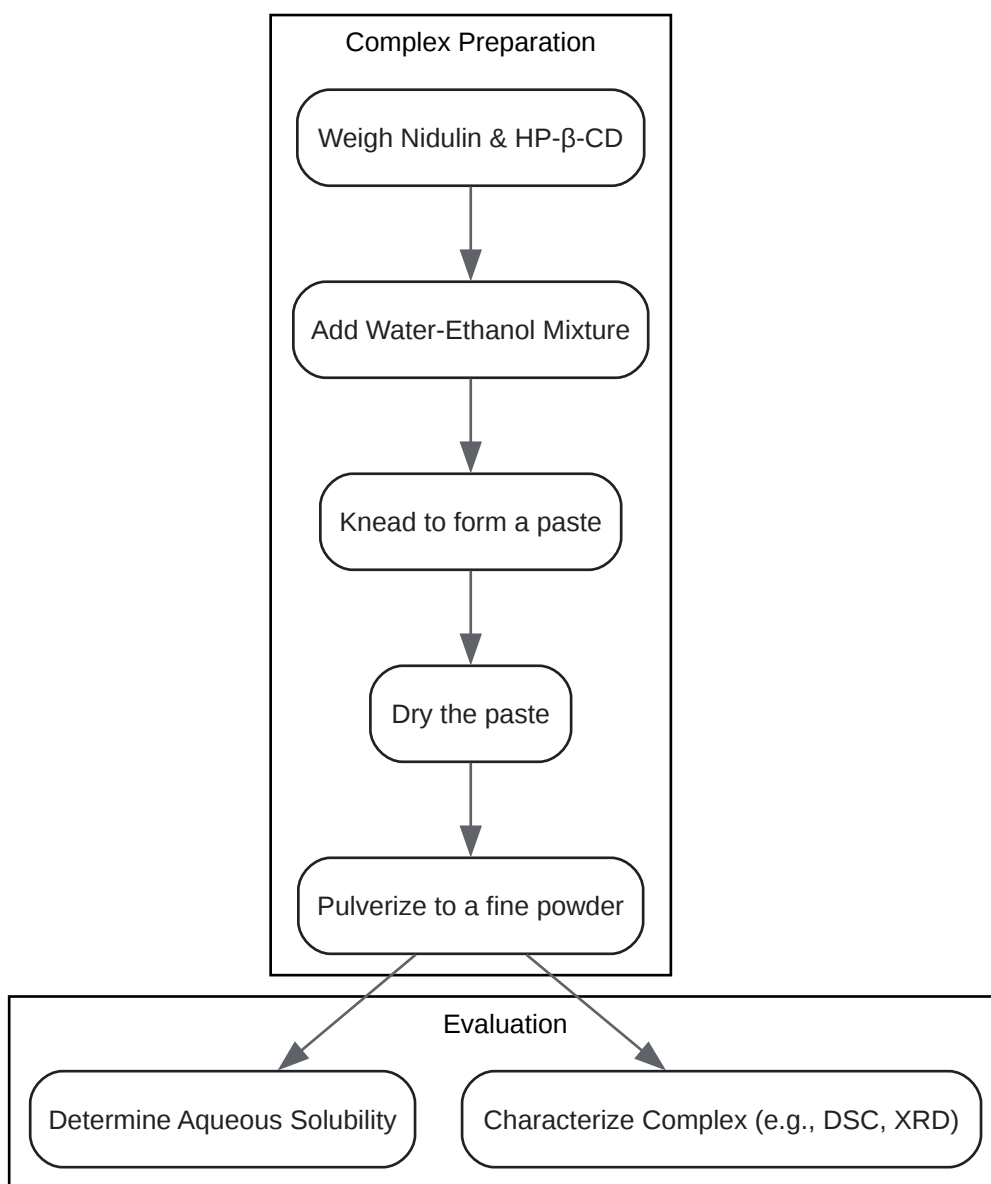 Complex Preparation
Weigh Nidulin & HP-β-CD
Add Water-Ethanol Mixture
Knead to form a paste
Dry the paste
Pulverize to a fine powder
Evaluation
Determine Aqueous Solubility
Characterize Complex (e.g., DSC, XRD)